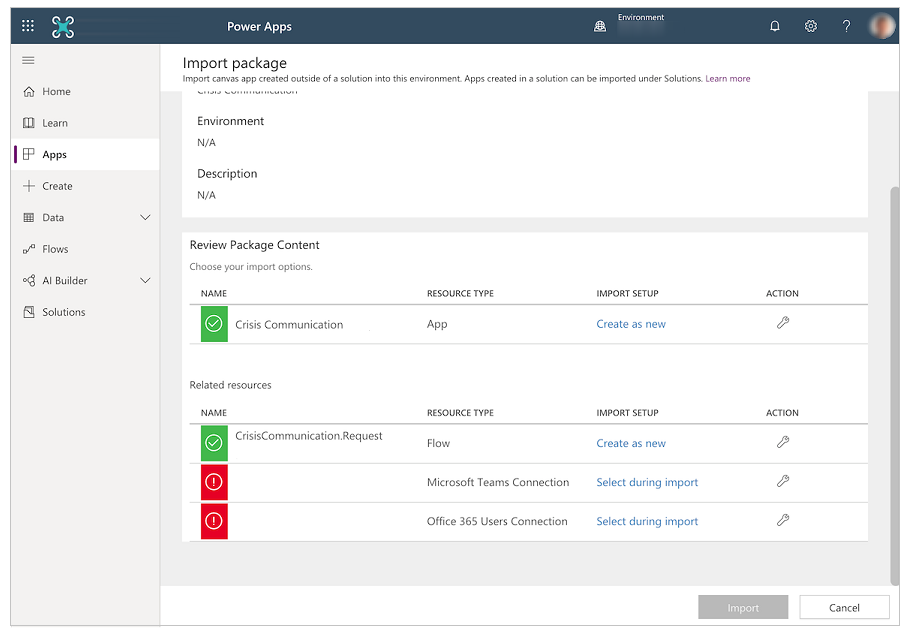 Power Apps
Environment
Import package
Import canvas app created outside of a solution into this environment. Apps created in a solution can be imported under Solutions. Learn more
Home
Learn
Apps
Create
Data
Flows
AI Builder
Solutions
Crisis Communication
Environment
N/A
Description
N/A
Review Package Content
Choose your import options.
NAME RESOURCE TYPE IMPORT SETUP ACTION
Crisis Communication App Create as new
Related resources
NAME RESOURCE TYPE IMPORT SETUP ACTION
CrisisCommunication.Request Flow Create as new
Microsoft Teams Connection Select during import
Office 365 Users Connection Select during import
Import Cancel